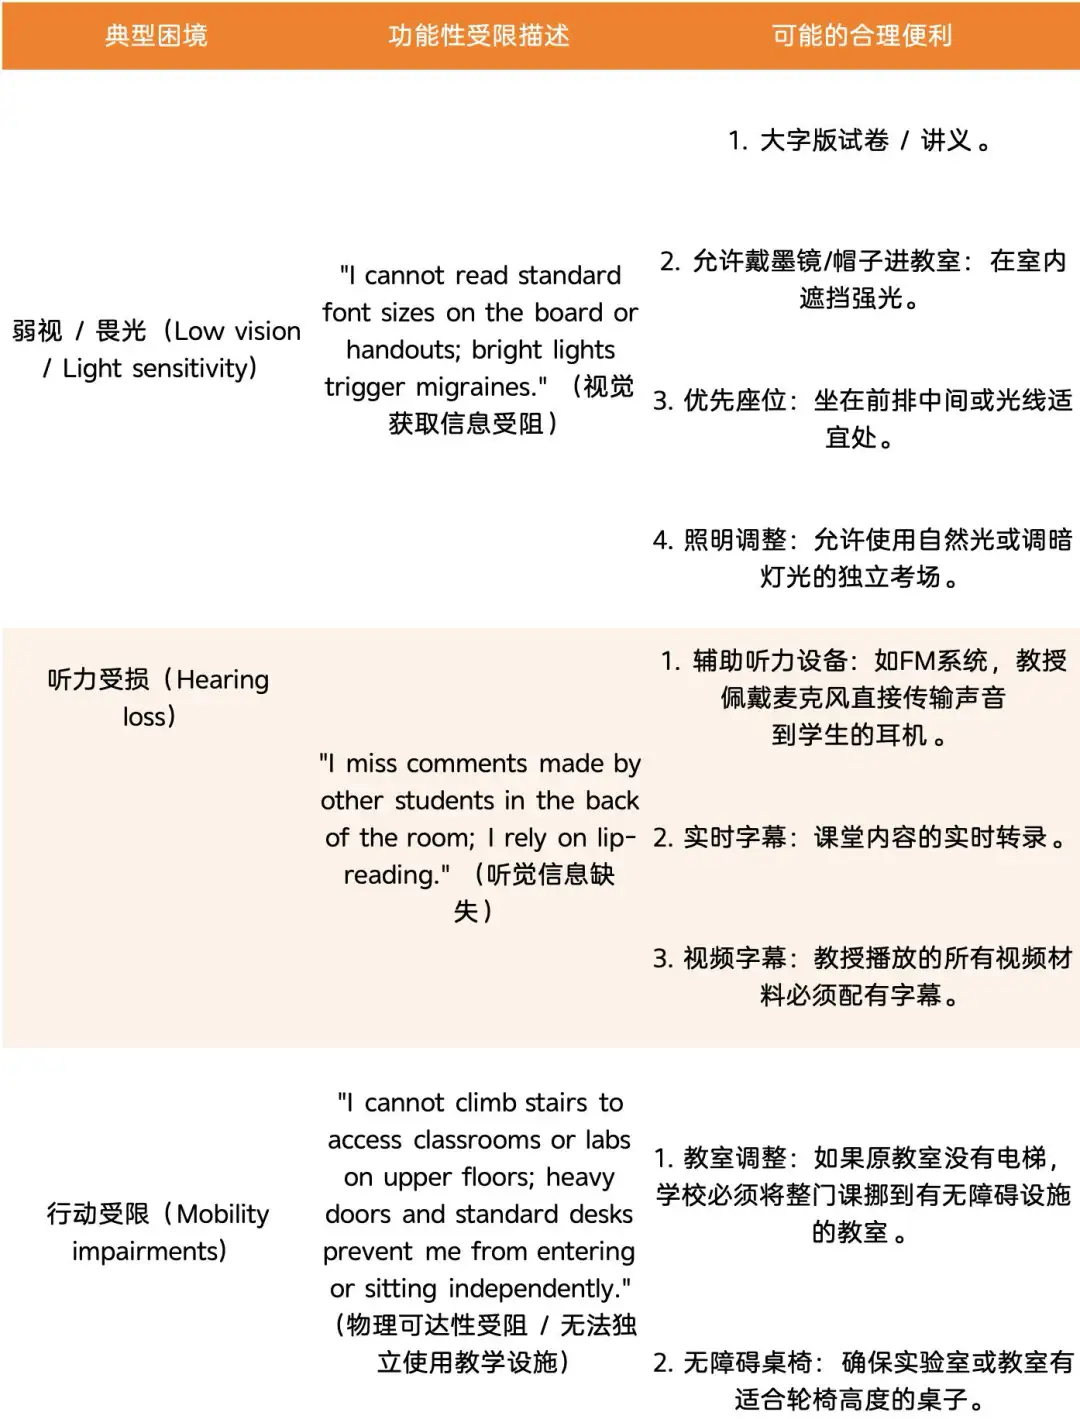 典型困境
功能性受限描述
可能的合理便利
弱视 / 畏光（Low vision
/ Light sensitivity）
"I cannot read standard
font sizes on the board or
handouts; bright lights
trigger migraines." （视觉
获取信息受阻）
1. 大字版试卷 / 讲义。
2. 允许戴墨镜/帽子进教室：在室内
遮挡强光。
3. 优先座位：坐在前排中间或光线适
宜处。
4. 照明调整：允许使用自然光或调暗
灯光的独立考场。
听力受损（Hearing
loss）
"I miss comments made by
other students in the back
of the room; I rely on lip-
reading." （听觉信息缺
失）
1. 辅助听力设备：如FM系统，教授
佩戴麦克风直接传输声音
到学生的耳机。
2. 实时字幕：课堂内容的实时转录。
3. 视频字幕：教授播放的所有视频材
料必须配有字幕。
行动受限（Mobility
impairments）
"I cannot climb stairs to
access classrooms or labs
on upper floors; heavy
doors and standard desks
prevent me from entering
or sitting independently."
（物理可达性受阻 / 无法独
立使用教学设施）
1. 教室调整：如果原教室没有电梯，
学校必须将整门课挪到有无障碍设施
的教室。
2. 无障碍桌椅：确保实验室或教室有
适合轮椅高度的桌子。